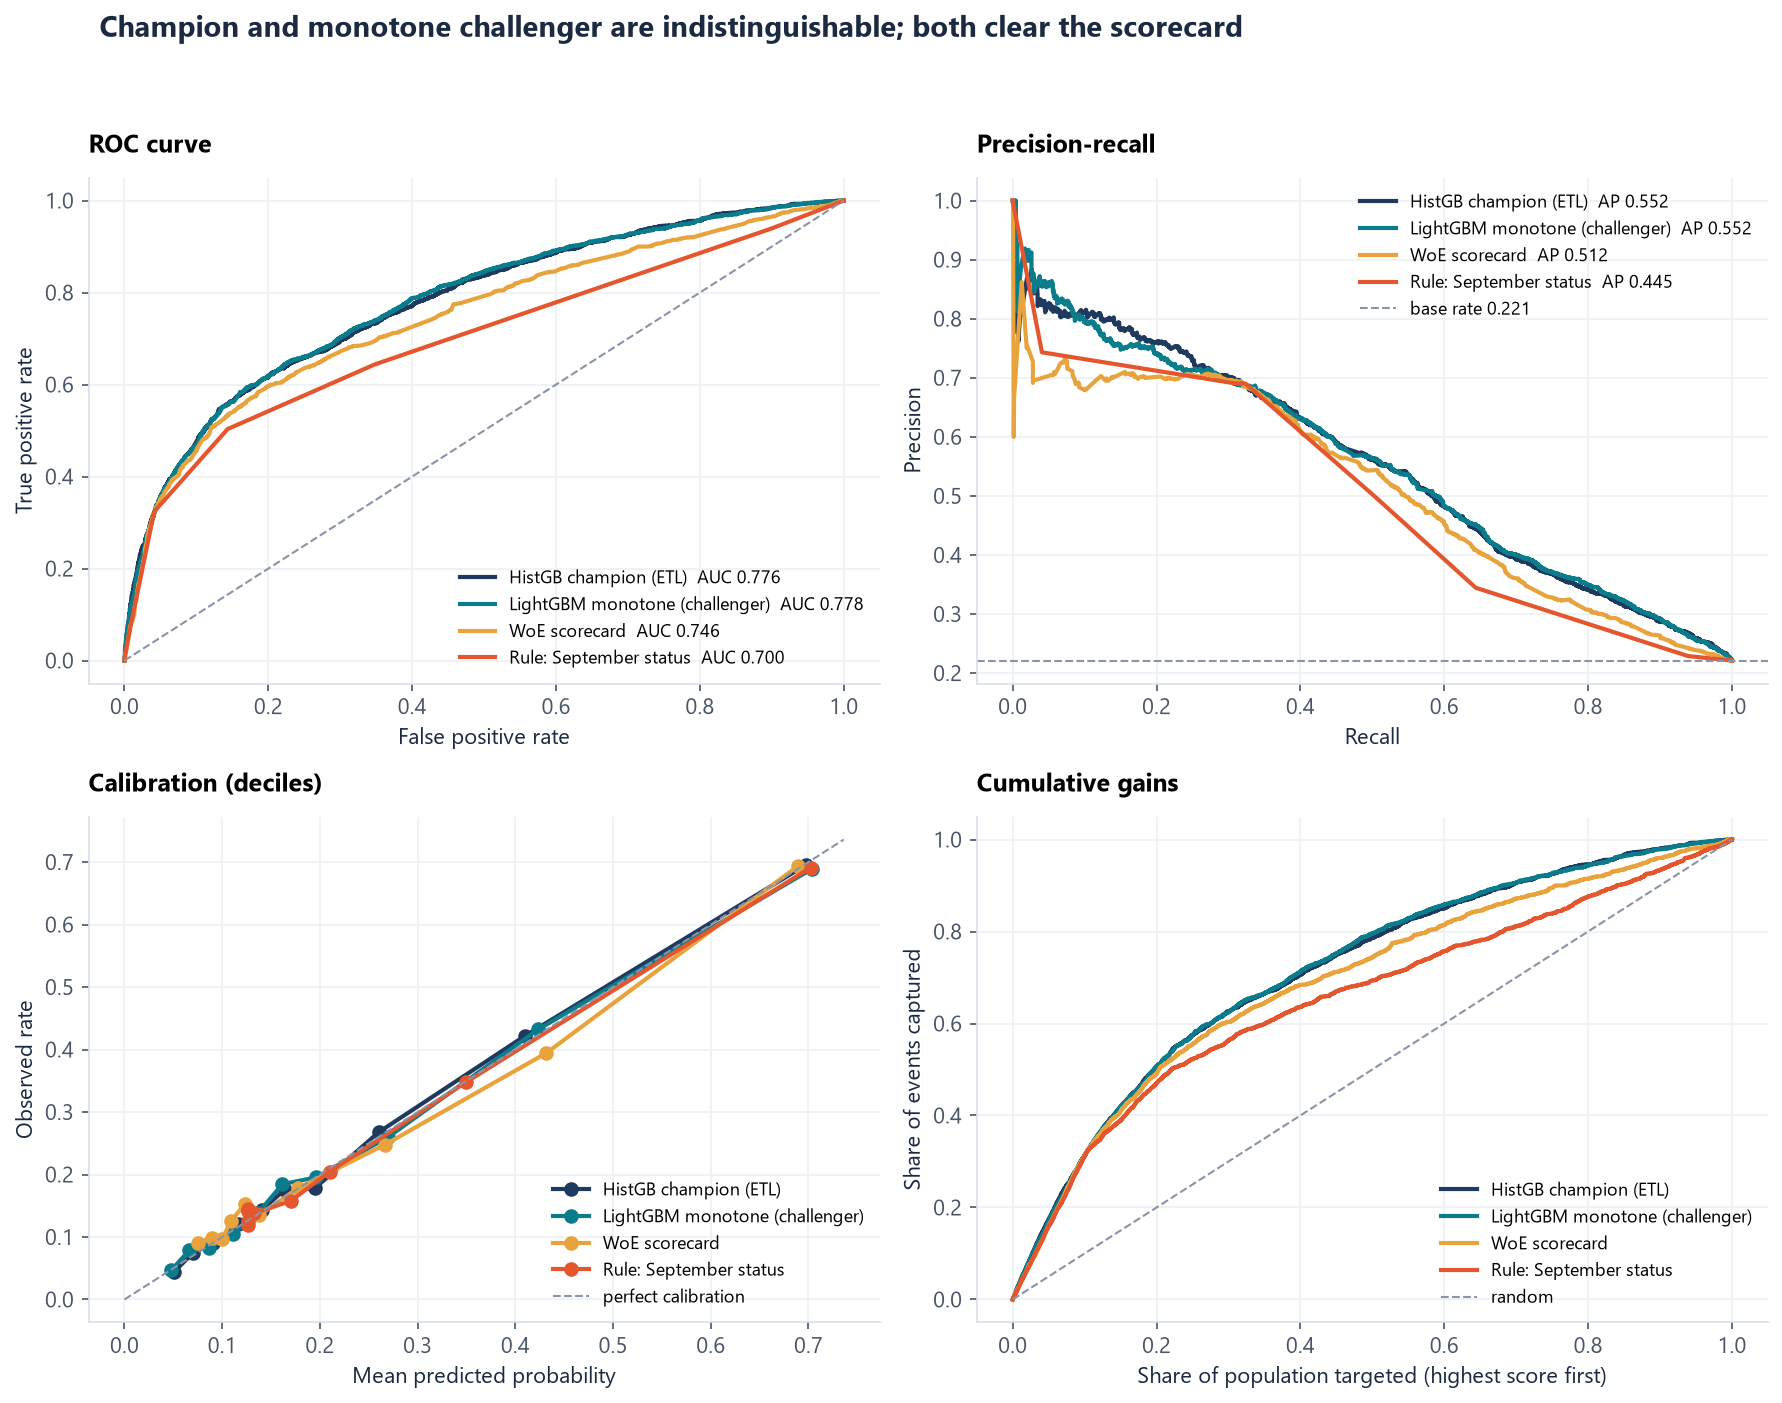 Champion and monotone challenger are indistinguishable; both clear the scorecard
ROC curve
1.0
0.8
0.6
0.4
0.2
0.0
True positive rate
HistGB champion (ETL)  AUC 0.776
LightGBM monotone (challenger)  AUC 0.778
WoE scorecard  AUC 0.746
Rule: September status  AUC 0.700
0.0 0.2 0.4 0.6 0.8 1.0
False positive rate
Precision-recall
1.0
0.9
0.8
0.7
0.6
0.5
0.4
0.3
0.2
Precision
HistGB champion (ETL)  AP 0.552
LightGBM monotone (challenger)  AP 0.552
WoE scorecard  AP 0.512
Rule: September status  AP 0.445
base rate 0.221
0.0 0.2 0.4 0.6 0.8 1.0
Recall
Calibration (deciles)
0.7
0.6
0.5
0.4
0.3
0.2
0.1
0.0
Observed rate
HistGB champion (ETL)
LightGBM monotone (challenger)
WoE scorecard
Rule: September status
perfect calibration
0.0 0.1 0.2 0.3 0.4 0.5 0.6 0.7
Mean predicted probability
Cumulative gains
1.0
0.8
0.6
0.4
0.2
0.0
Share of events captured
HistGB champion (ETL)
LightGBM monotone (challenger)
WoE scorecard
Rule: September status
random
0.0 0.2 0.4 0.6 0.8 1.0
Share of population targeted (highest score first)